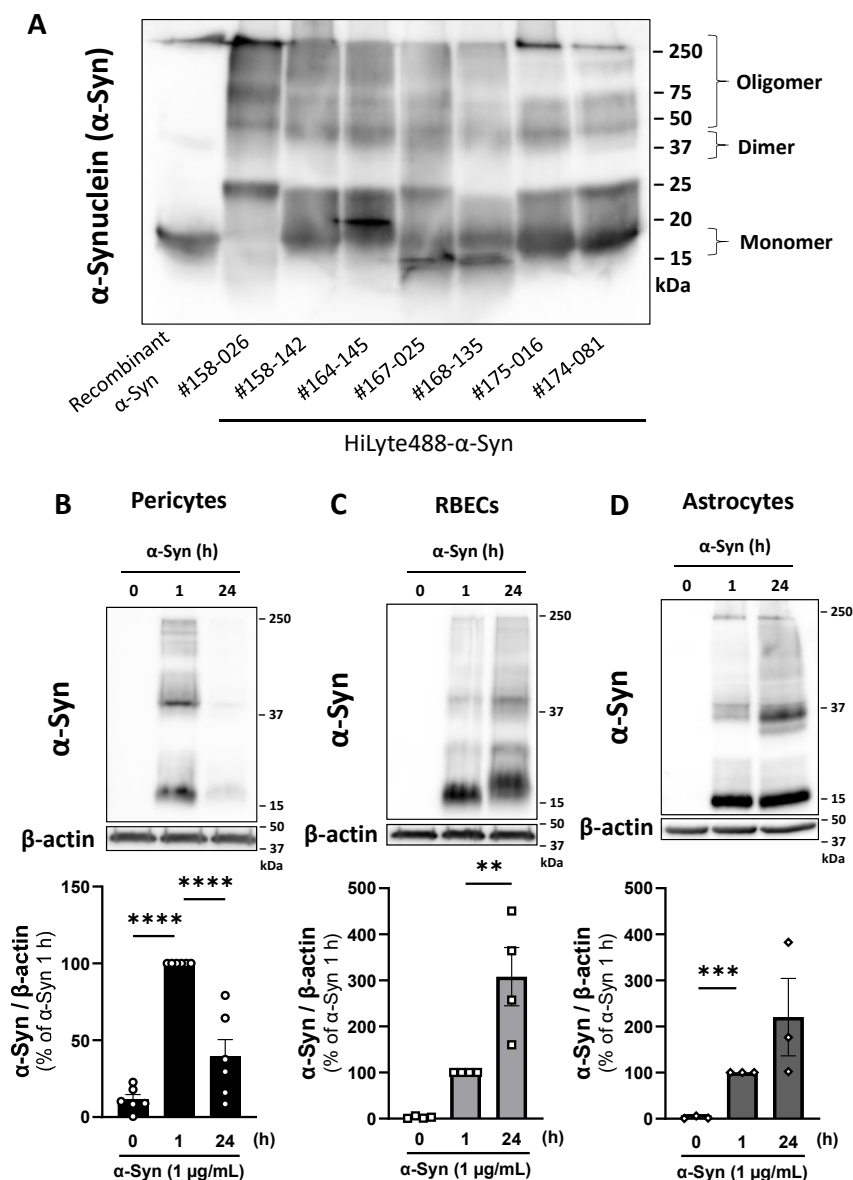 A
α-Synuclein (α-Syn)
250
75
50
37
25
20
15
kDa
Oligomer
Dimer
Monomer
Recombinant
α-Syn
#158-026
#158-142
#164-145
#167-025
#168-135
#175-016
#174-081
HiLyte488-α-Syn
B
Pericytes
α-Syn (h)
0 1 24
α-Syn
250
37
15
β-actin
50
37
kDa
α-Syn / β-actin
(% of α-Syn 1 h)
150
100
50
0
**** ****
0 1 24 (h)
α-Syn (1 μg/mL)
C
RBECs
α-Syn (h)
0 1 24
α-Syn
250
37
15
β-actin
50
37
kDa
α-Syn / β-actin
(% of α-Syn 1 h)
500
400
300
200
100
0
**
0 1 24 (h)
α-Syn (1 μg/mL)
D
Astrocytes
α-Syn (h)
0 1 24
α-Syn
250
37
15
β-actin
50
37
kDa
α-Syn / β-actin
(% of α-Syn 1 h)
500
400
300
200
100
0
***
0 1 24 (h)
α-Syn (1 μg/mL)